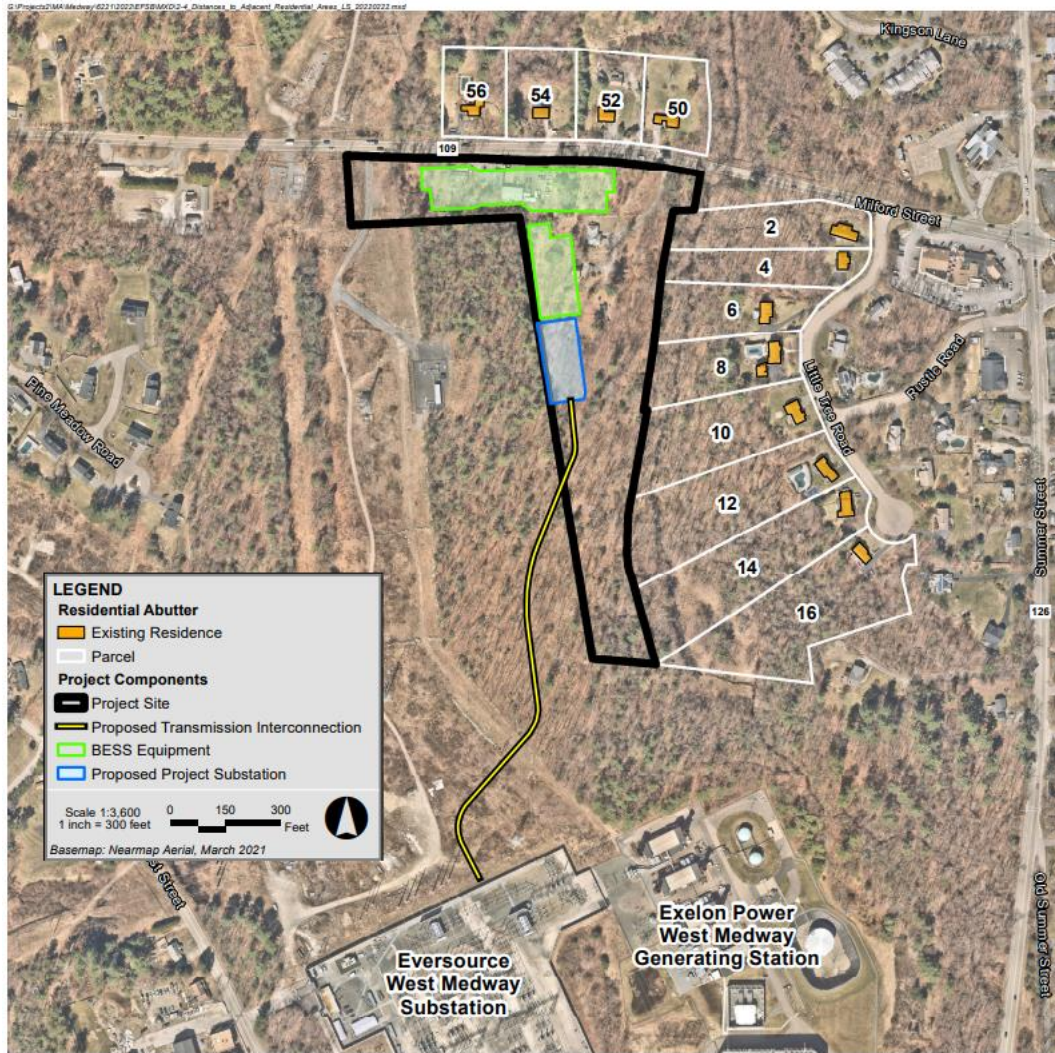 G:\Projects2\MA\Medway\6221\2022\EFSB\MXD\2-4_Distances_to_Adjacent_Residential_Areas_LS_20220222.mxd
Kingson Lane
56
54
52
50
109
Milford Street
2
4
6
8
10
12
14
16
Little Tree Road
Rustic Road
Pine Meadow Road
Summer Street
126
Old Summer Street
LEGEND
Residential Abutter
Existing Residence
Parcel
Project Components
Project Site
Proposed Transmission Interconnection
BESS Equipment
Proposed Project Substation
Scale 1:3,600
1 inch = 300 feet
0 150 300
Feet
Basemap: Nearmap Aerial, March 2021
st Street
Eversource
West Medway
Substation
Exelon Power
West Medway
Generating Station